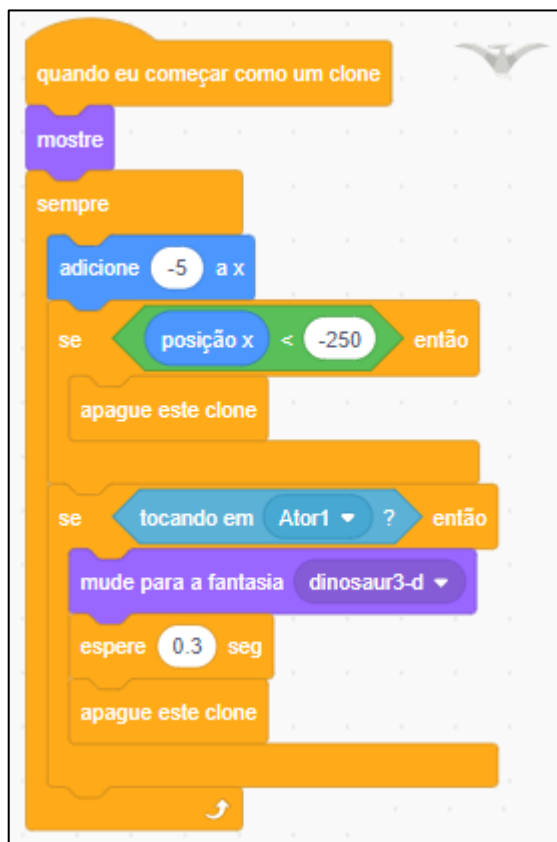 quando eu começar como um clone
mostre
sempre
adicione -5 a x
se posição x < -250 então
apague este clone
se tocando em Ator1 ? então
mude para a fantasia dinosaur3-d
espere 0.3 seg
apague este clone